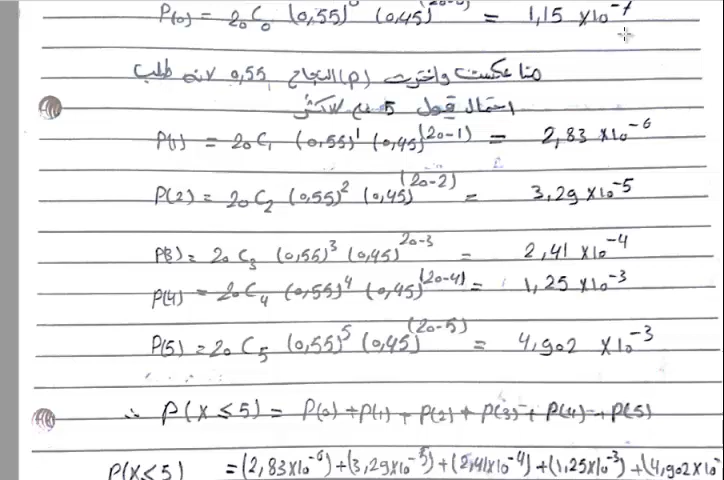 P(0) = 20C0 (0,55)^0 (0,45)^(20-0) = 1,15 x10^-7
هنا عكست واخترت (P) النجاح 0,55 لانه طلب
احتمال قبول 5 على الاكثر
P(1) = 20C1 (0,55)^1 (0,45)^(20-1) = 2,83 x10^-6
P(2) = 20C2 (0,55)^2 (0,45)^(20-2) = 3,29 x10^-5
P(3) = 20C3 (0,55)^3 (0,45)^20-3 = 2,41 x10^-4
P(4) = 20C4 (0,55)^4 (0,45)^(20-4) = 1,25 x10^-3
P(5) = 20C5 (0,55)^5 (0,45)^(20-5) = 4,902 x10^-3
∴ P(X ≤ 5) = P(0) + P(1) + P(2) + P(3) + P(4) + P(5)
P(X≤5) = (2,83x10^-6)+(3,29x10^-5)+(2,41x10^-4)+(1,25x10^-3)+(4,902x10^-